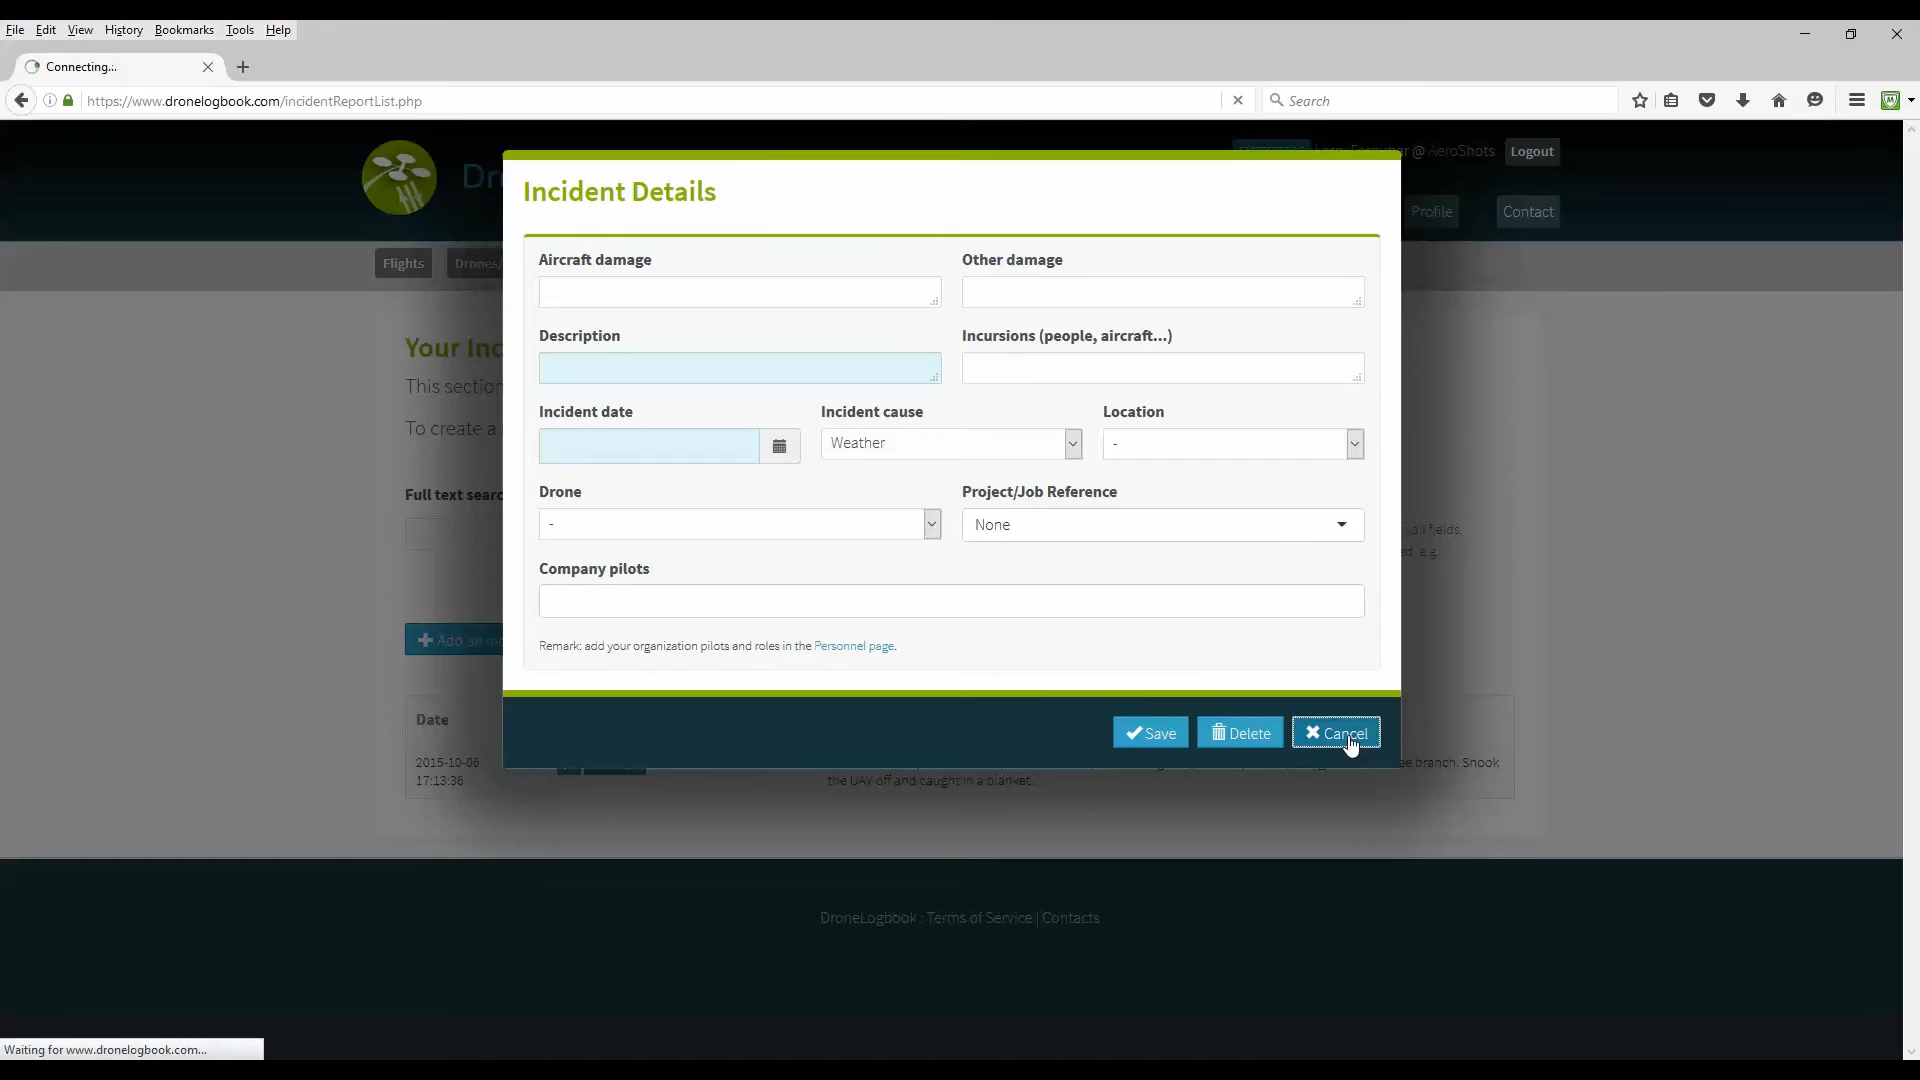 File Edit View History Bookmarks Tools Help
Connecting...
https://www.dronelogbook.com/incidentReportList.php
Search
@ AeroShots
Logout
Incident Details
Profile
Contact
Flights
Drones/
Aircraft damage
Other damage
Your Inc
Description
Incursions (people, aircraft...)
This section
To create a
Incident date
Incident cause
Location
Weather
-
Full text searc
Drone
Project/Job Reference
-
None
all fields.
e.g.
Company pilots
Remark: add your organization pilots and roles in the Personnel page.
Add an inc
Date
Save
Delete
Cancel
2015-10-06
17:13:36
ee branch. Snook
the UAV off and caught in a blanket.
DroneLogbook : Terms of Service | Contacts
Waiting for www.dronelogbook.com...